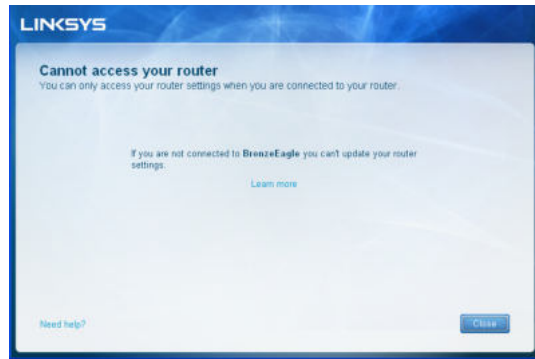 LINKSYS
Cannot access your router
You can only access your router settings when you are connected to your router.
If you are not connected to BronzeEagle you can't update your router
settings.
Learn more
Need help?
Close